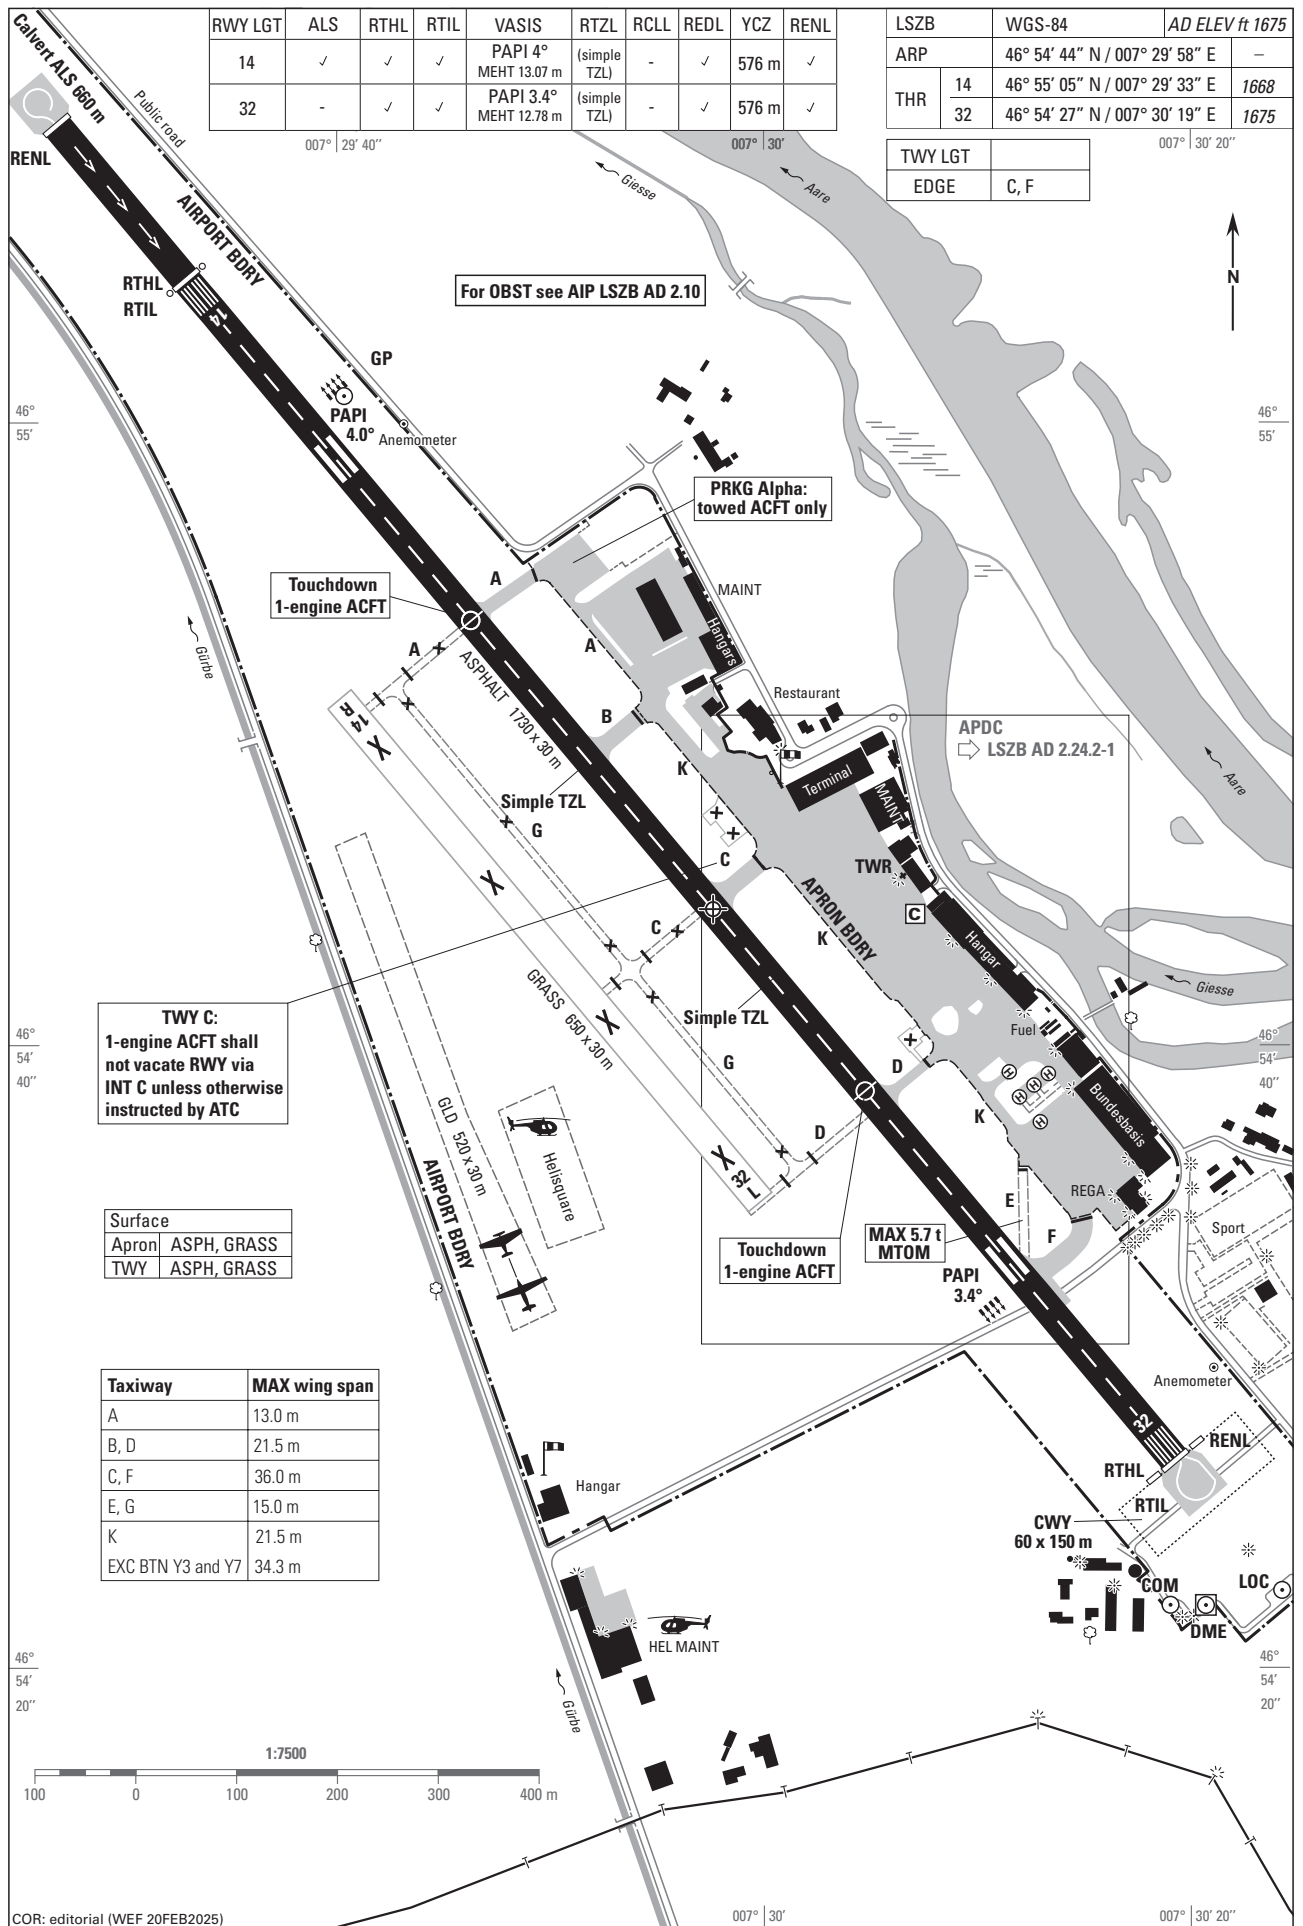 RWY LGT ALS RTHL RTIL VASIS RTZL RCLL REDL YCZ RENL
14 ✓ ✓ ✓ PAPI 4° MEHT 13.07 m (simple TZL) - ✓ 576 m ✓
32 - ✓ ✓ PAPI 3.4° MEHT 12.78 m (simple TZL) - ✓ 576 m ✓
LSZB WGS-84 AD ELEV ft 1675
ARP 46° 54′ 44″ N / 007° 29′ 58″ E –
THR 14 46° 55′ 05″ N / 007° 29′ 33″ E 1668
32 46° 54′ 27″ N / 007° 30′ 19″ E 1675
TWY LGT
EDGE C, F
007° 29′ 40″
007° 30′
007° 30′ 20″
Calvert ALS 660 m
Public road
RENL
AIRPORT BDRY
Giesse
Aare
N
RTHL
RTIL
14
For OBST see AIP LSZB AD 2.10
GP
PAPI
4.0°
Anemometer
46°
55′
46°
55′
PRKG Alpha:
towed ACFT only
A
Touchdown
1-engine ACFT
MAINT
Hangars
A
A
Gürbe
ASPHALT 1730 x 30 m
14
R
B
Restaurant
APDC
LSZB AD 2.24.2-1
K
Terminal
MAINT
Aare
Simple TZL
G
C
TWR
C
APRON BDRY
K
C
Hangar
GRASS 650 x 30 m
Giesse
Simple TZL
Fuel
TWY C:
1-engine ACFT shall
not vacate RWY via
INT C unless otherwise
instructed by ATC
46°
54′
40″
46°
54′
40″
G
D
H
H
H
H
H
Bundesbasis
GLD 520 x 30 m
Helisquare
K
D
32
L
AIRPORT BDRY
REGA
E
F
Sport
Surface
Apron ASPH, GRASS
TWY ASPH, GRASS
MAX 5.7 t
MTOM
Touchdown
1-engine ACFT
PAPI
3.4°
Anemometer
Taxiway MAX wing span
A 13.0 m
B, D 21.5 m
C, F 36.0 m
E, G 15.0 m
K 21.5 m
EXC BTN Y3 and Y7 34.3 m
32
RENL
RTHL
RTIL
Hangar
CWY
60 x 150 m
COM
LOC
DME
HEL MAINT
46°
54′
20″
46°
54′
20″
Gürbe
1:7500
100 0 100 200 300 400 m
007° 30′
007° 30′ 20″
COR: editorial (WEF 20FEB2025)